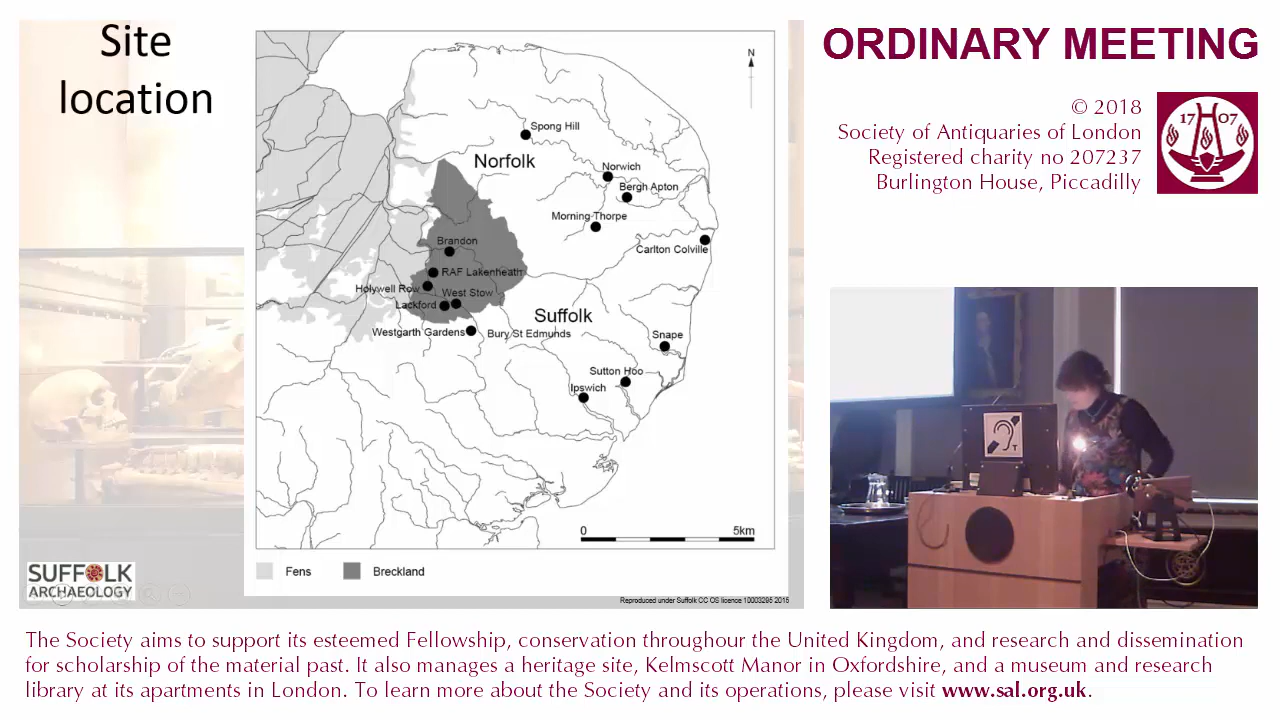 Site
location
N
Spong Hill
Norfolk
Norwich
Bergh Apton
Morning Thorpe
Carlton Colville
Brandon
RAF Lakenheath
Holywell Row
West Stow
Lackford
Suffolk
Westgarth Gardens
Bury St Edmunds
Snape
Sutton Hoo
Ipswich
0 5km
Fens Breckland
SUFFOLK
ARCHAEOLOGY
Reproduced under Suffolk CC OS licence 10003295 2015
ORDINARY MEETING
© 2018
Society of Antiquaries of London
Registered charity no 207237
Burlington House, Piccadilly
17 07
T
The Society aims to support its esteemed Fellowship, conservation throughour the United Kingdom, and research and dissemination
for scholarship of the material past. It also manages a heritage site, Kelmscott Manor in Oxfordshire, and a museum and research
library at its apartments in London. To learn more about the Society and its operations, please visit www.sal.org.uk.